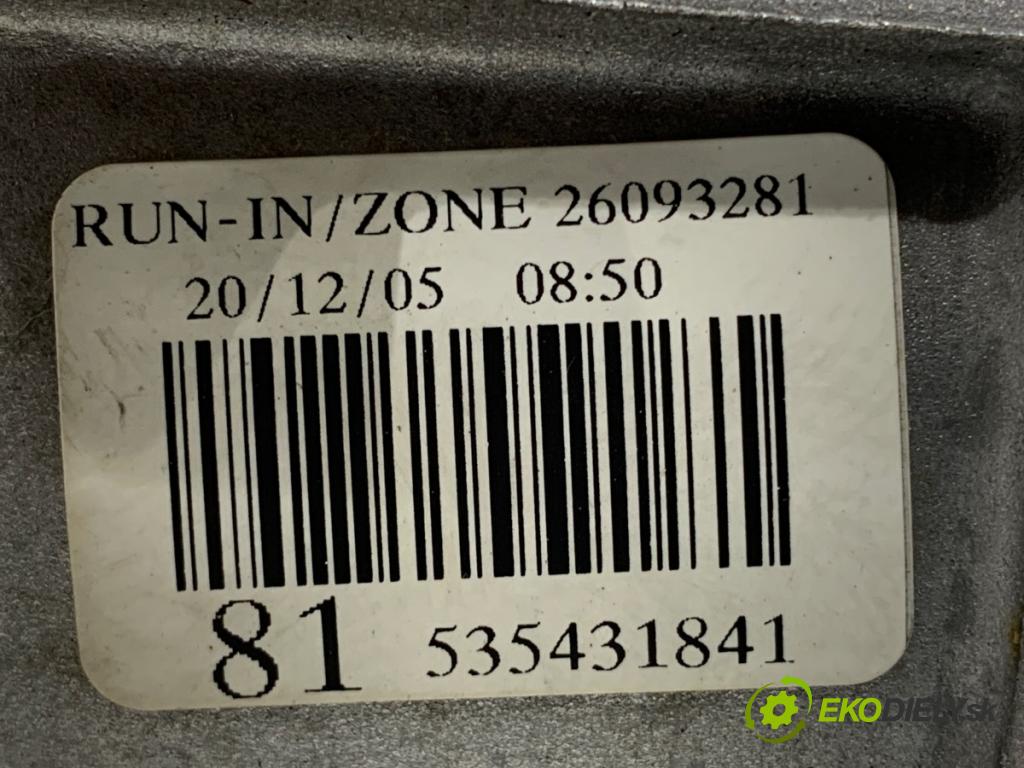 RUN-IN/ZONE 26093281
20/12/05 08:50
81 535431841
EKODIELY.sk